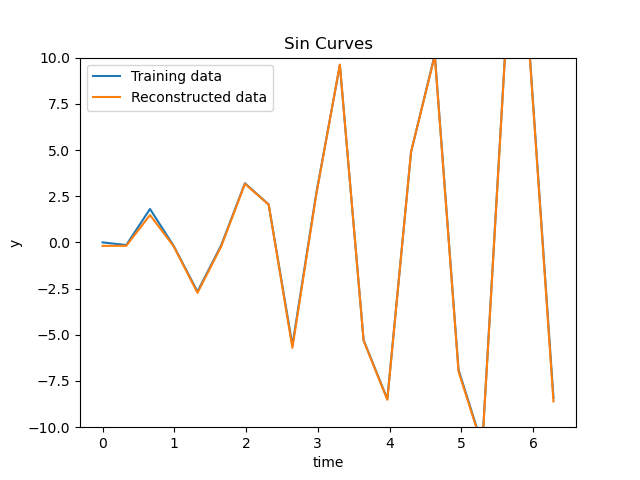 Sin Curves
Training data
Reconstructed data
10.0
7.5
5.0
2.5
0.0
−2.5
−5.0
−7.5
−10.0
y
0 1 2 3 4 5 6
time